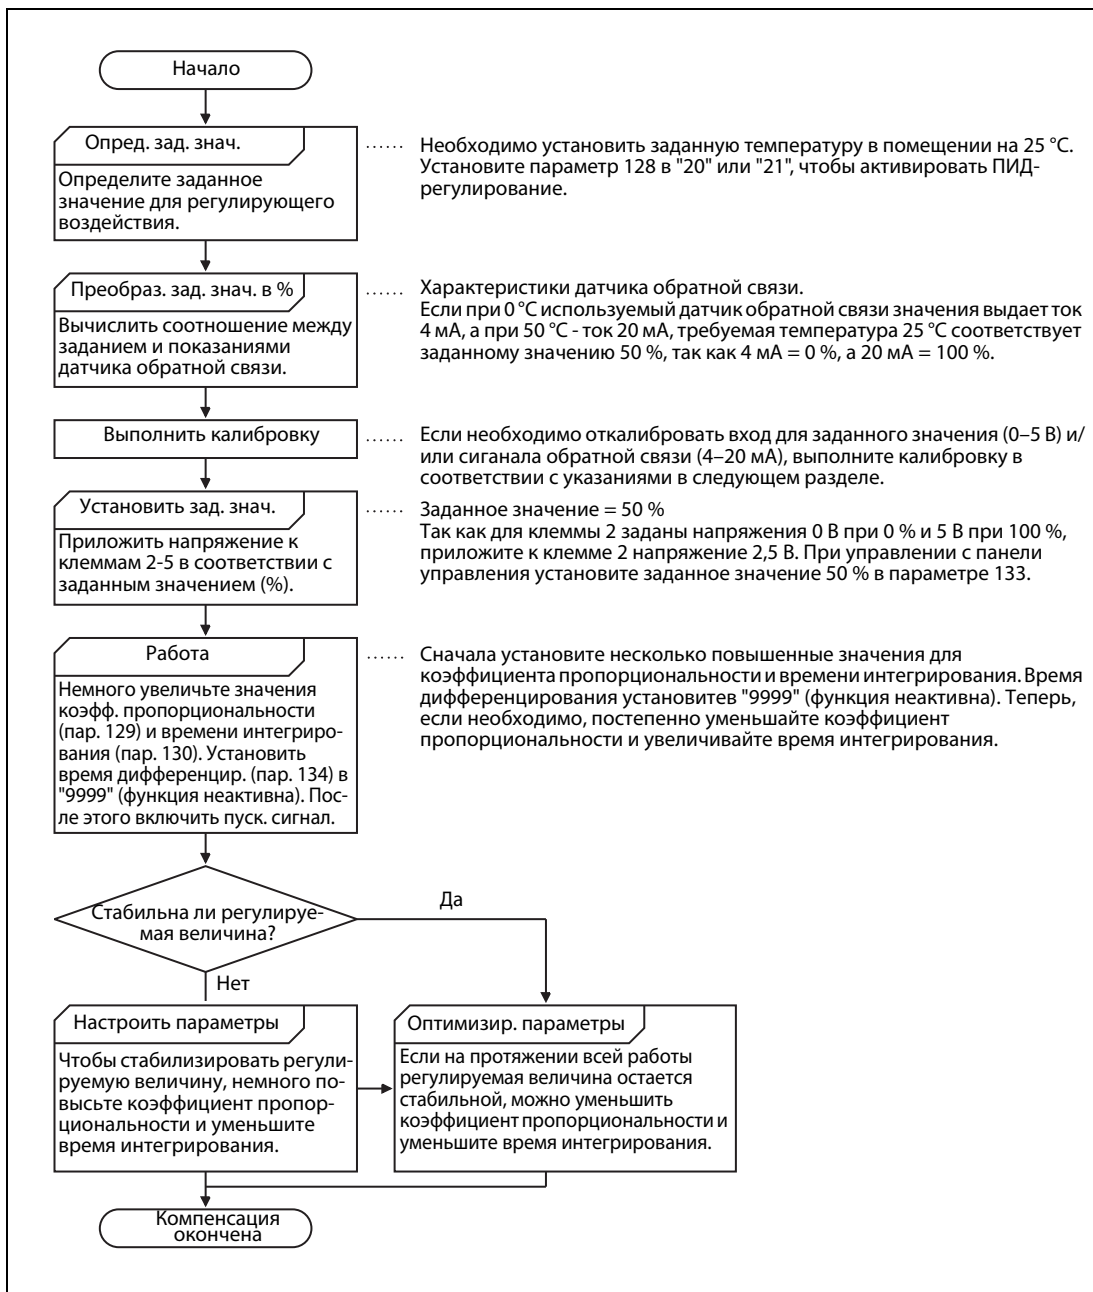 Начало
Опред. зад. знач.
Определите заданное
значение для регулирующего
воздействия.
...... Необходимо установить заданную температуру в помещении на 25 °C.
Установите параметр 128 в "20" или "21", чтобы активировать ПИД-
регулирование.
Преобраз. зад. знач. в %
Вычислить соотношение между
заданием и показаниями
датчика обратной связи.
...... Характеристики датчика обратной связи.
Если при 0 °C используемый датчик обратной связи значения выдает ток
4 мА, а при 50 °C - ток 20 мА, требуемая температура 25 °C соответствует
заданному значению 50 %, так как 4 мА = 0 %, а 20 мА = 100 %.
Выполнить калибровку
...... Если необходимо откалибровать вход для заданного значения (0–5 В) и/
или сиганала обратной связи (4–20 мА), выполните калибровку в
соответствии с указаниями в следующем разделе.
Установить зад. знач.
Приложить напряжение к
клеммам 2-5 в соответствии с
заданным значением (%).
...... Заданное значение = 50 %
Так как для клеммы 2 заданы напряжения 0 В при 0 % и 5 В при 100 %,
приложите к клемме 2 напряжение 2,5 В. При управлении с панели
управления установите заданное значение 50 % в параметре 133.
Работа
Немного увеличьте значения
коэфф. пропорциональности
(пар. 129) и времени интегриро-
вания (пар. 130). Установить
время дифференцир. (пар. 134) в
"9999" (функция неактивна). Пос-
ле этого включить пуск. сигнал.
...... Сначала установите несколько повышенные значения для
коэффициента пропорциональности и времени интегрирования. Время
дифференцирования установитев "9999" (функция неактивна). Теперь,
если необходимо, постепенно уменьшайте коэффициент
пропорциональности и увеличивайте время интегрирования.
Стабильна ли регулируе-
мая величина?
Да
Нет
Настроить параметры
Чтобы стабилизировать регули-
руемую величину, немного по-
высьте коэффициент пропор-
циональности и уменьшите
время интегрирования.
Оптимизир. параметры
Если на протяжении всей работы
регулируемая величина остается
стабильной, можно уменьшить
коэффициент пропорциональности и
уменьшите время интегрирования.
Компенсация
окончена